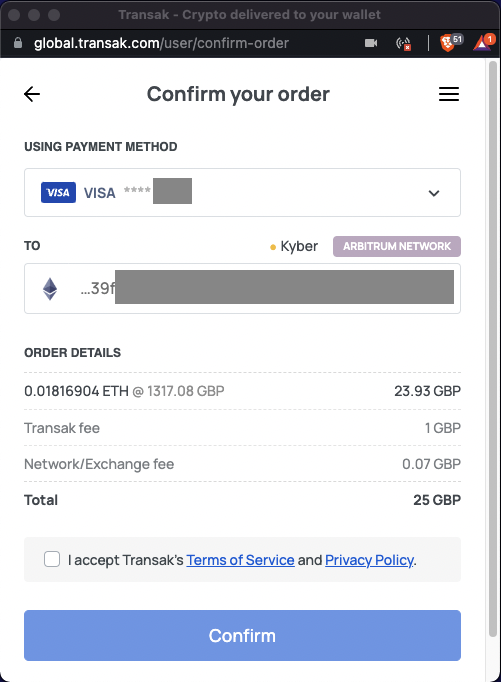 Transak - Crypto delivered to your wallet
global.transak.com/user/confirm-order 51 1
Confirm your order
USING PAYMENT METHOD
VISA VISA ****
TO Kyber ARBITRUM NETWORK
...39f
ORDER DETAILS
0.01816904 ETH @ 1317.08 GBP 23.93 GBP
Transak fee 1 GBP
Network/Exchange fee 0.07 GBP
Total 25 GBP
I accept Transak's Terms of Service and Privacy Policy.
Confirm